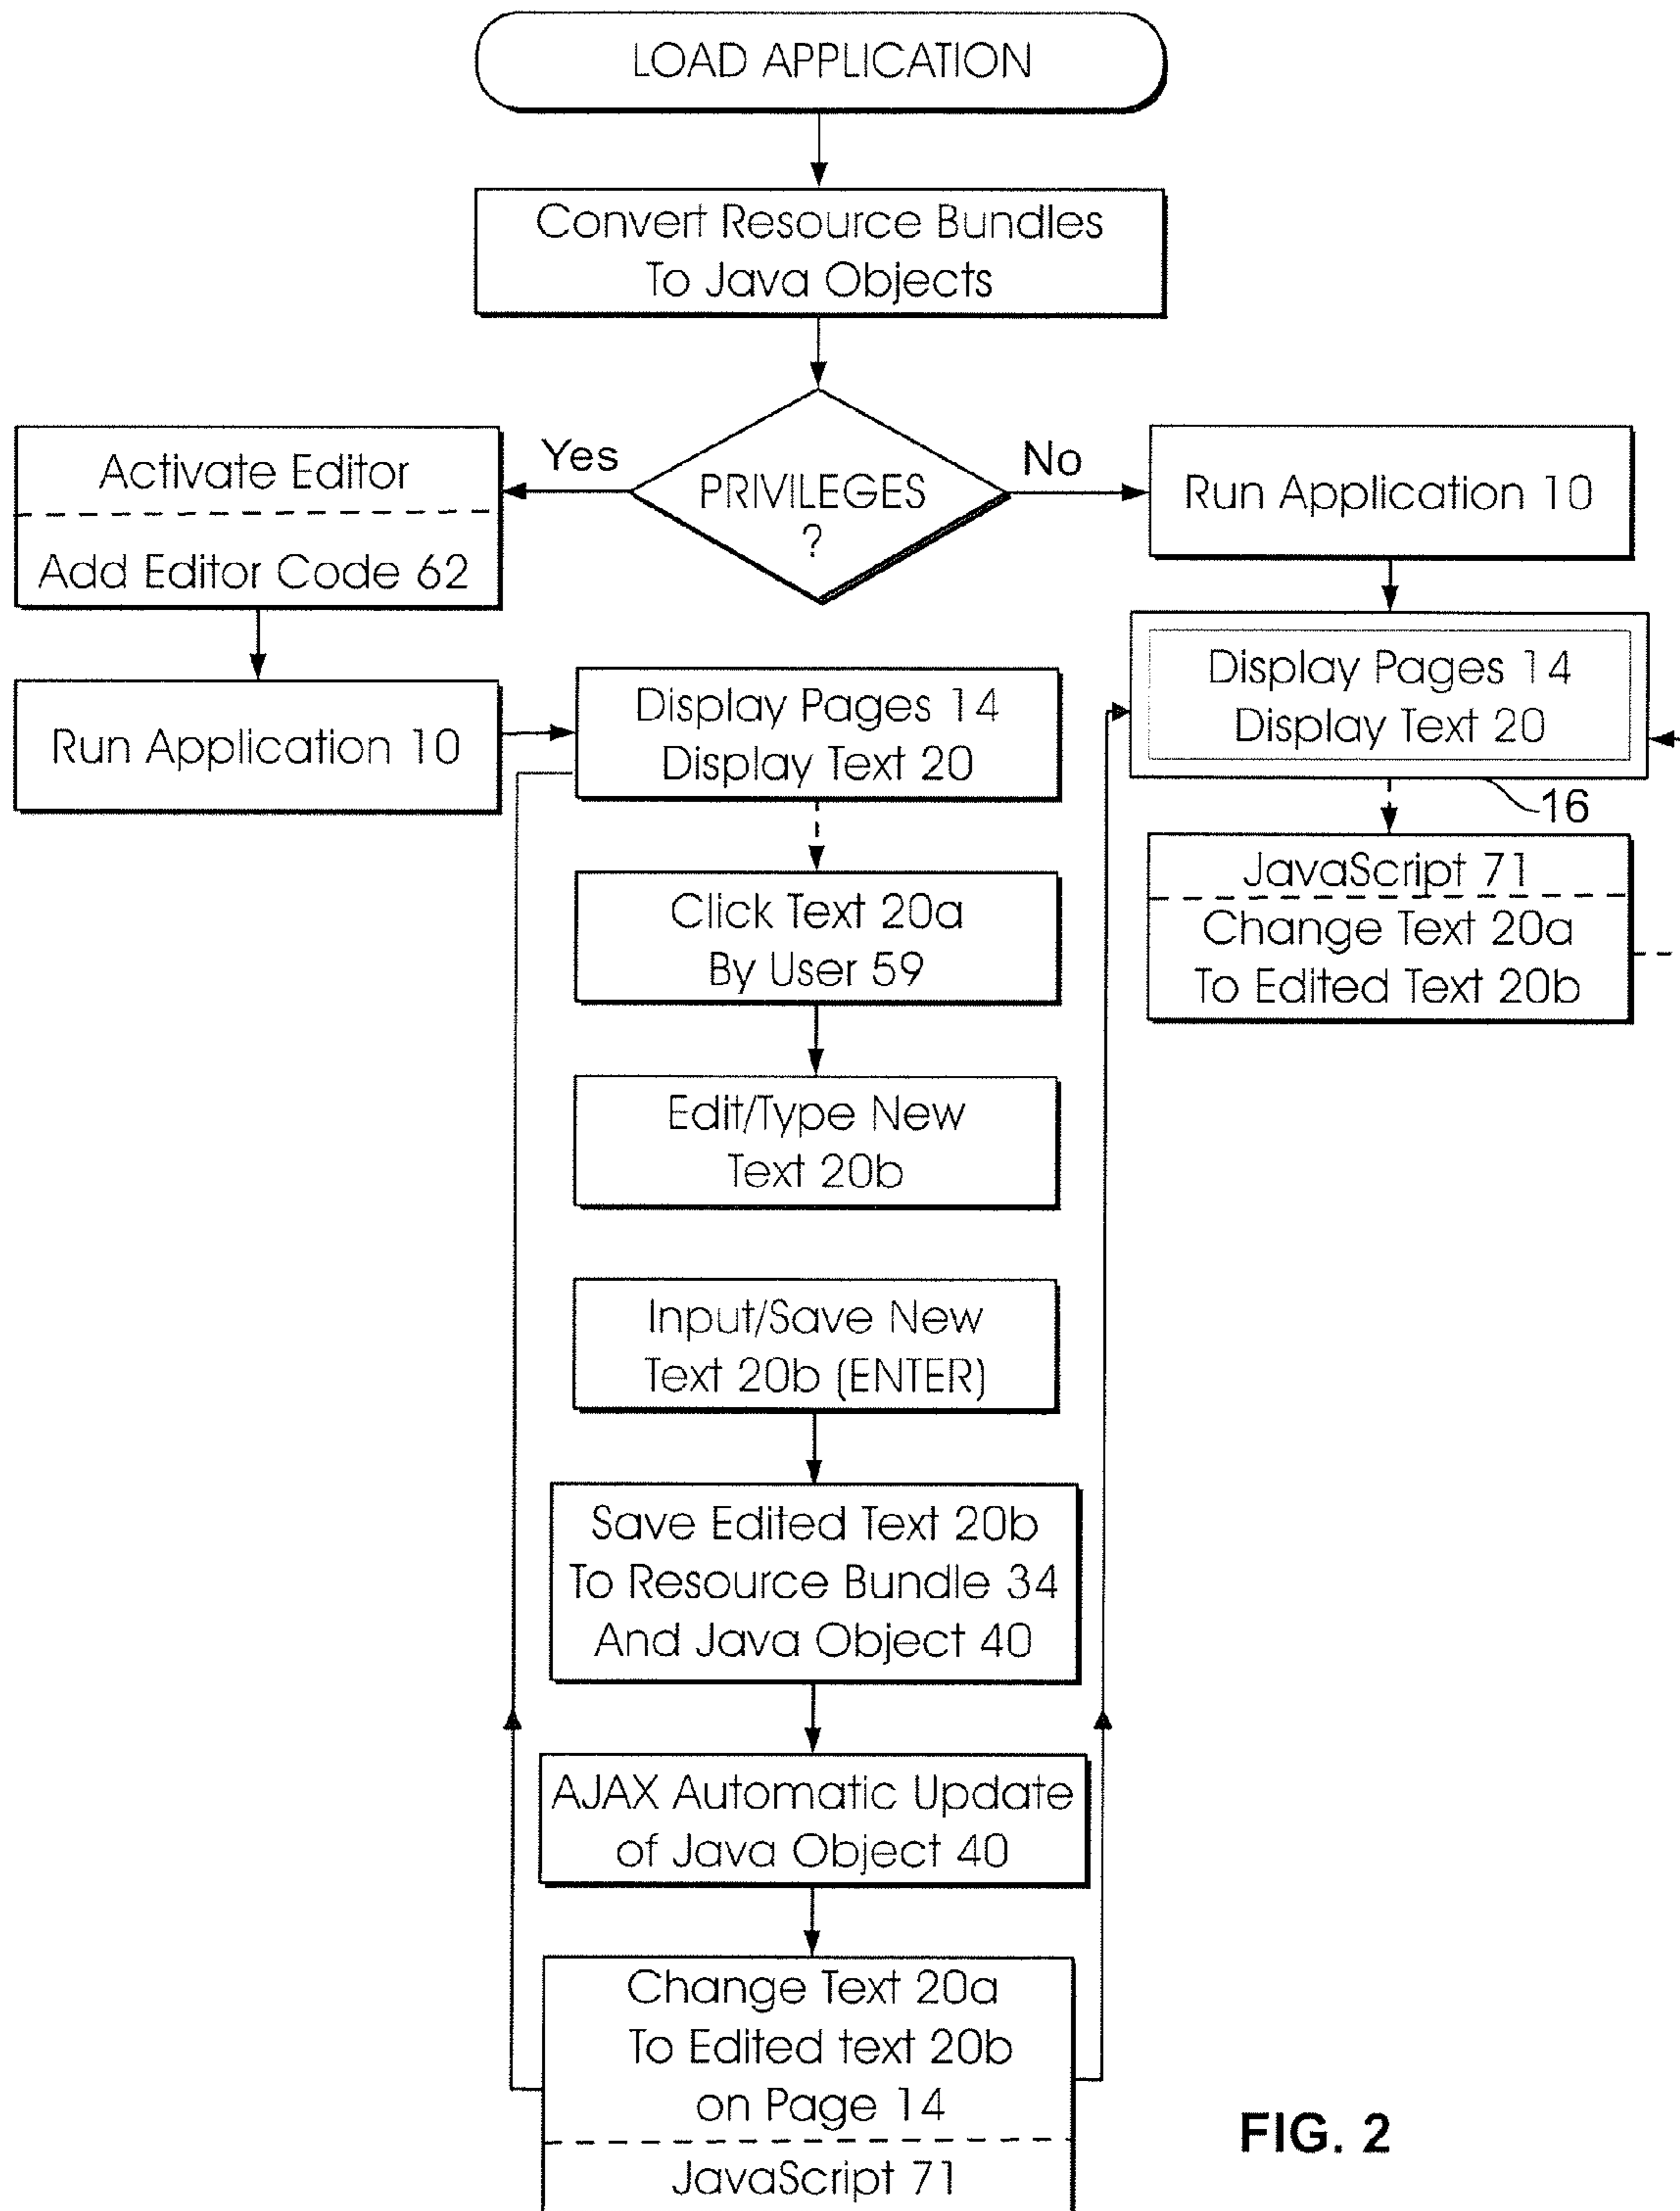 LOAD APPLICATION
Convert Resource Bundles
To Java Objects
PRIVILEGES
?
Yes
No
Activate Editor
Add Editor Code 62
Run Application 10
Display Pages 14
Display Text 20
Click Text 20a
By User 59
Edit/Type New
Text 20b
Input/Save New
Text 20b (ENTER)
Save Edited Text 20b
To Resource Bundle 34
And Java Object 40
AJAX Automatic Update
of Java Object 40
Change Text 20a
To Edited text 20b
on Page 14
JavaScript 71
Run Application 10
Display Pages 14
Display Text 20
16
JavaScript 71
Change Text 20a
To Edited Text 20b
FIG. 2